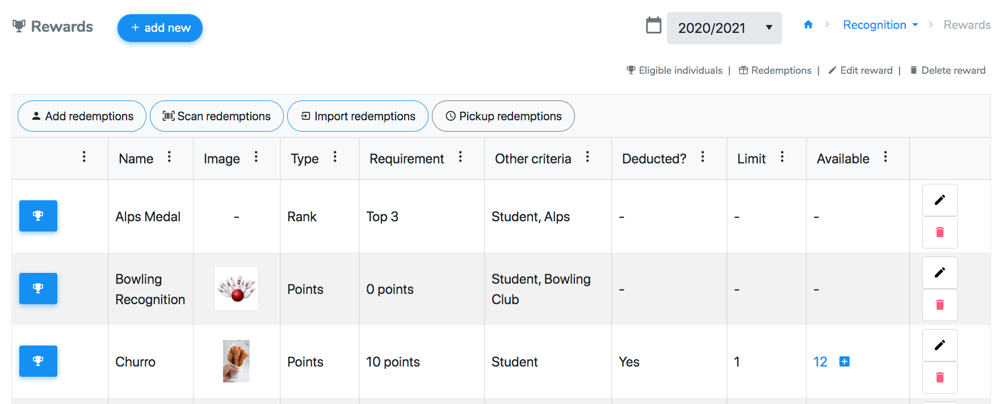 Rewards
+ add new
2020/2021
Recognition
Rewards
Eligible individuals | Redemptions | Edit reward | Delete reward
Add redemptions
Scan redemptions
Import redemptions
Pickup redemptions
Name
Image
Type
Requirement
Other criteria
Deducted?
Limit
Available
Alps Medal
-
Rank
Top 3
Student, Alps
-
-
-
Bowling
Recognition
Points
0 points
Student, Bowling
Club
-
-
-
Churro
Points
10 points
Student
Yes
1
12